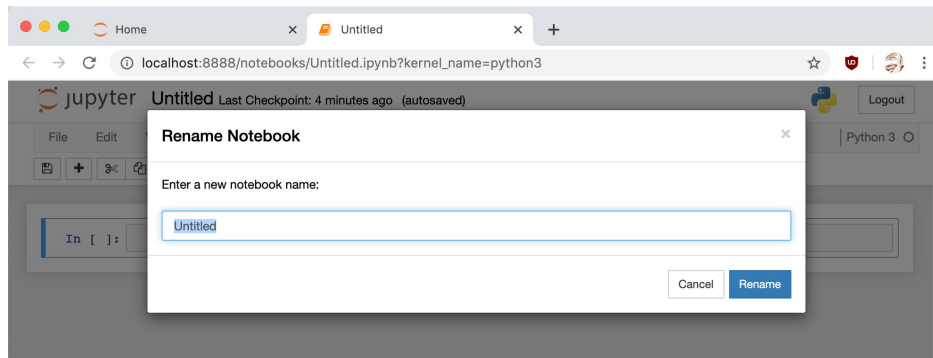 Home
Untitled
localhost:8888/notebooks/Untitled.ipynb?kernel_name=python3
jupyter Untitled Last Checkpoint: 4 minutes ago (autosaved)
Logout
File Edit
Python 3
Rename Notebook
Enter a new notebook name:
Untitled
In [ ]:
Cancel Rename